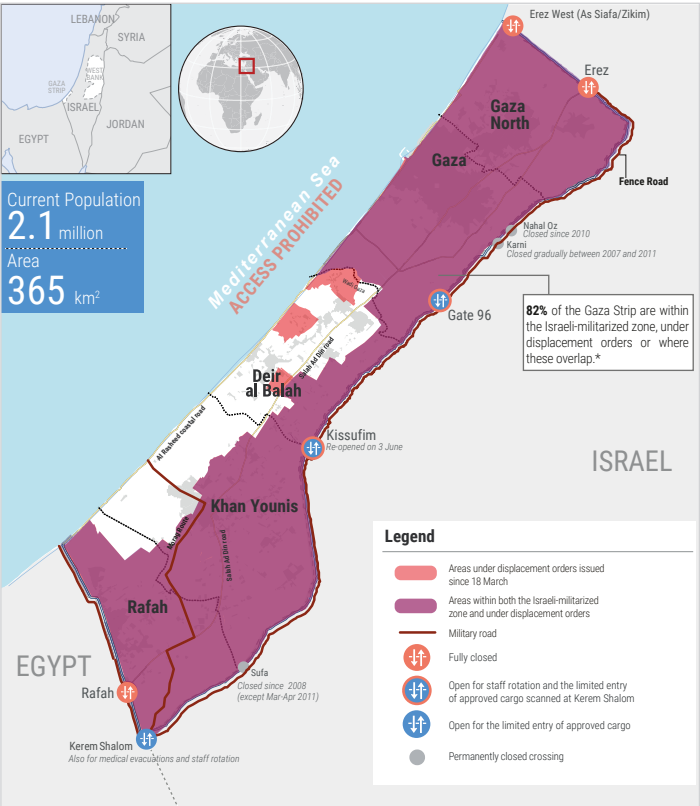 LEBANON
SYRIA
WEST
BANK
GAZA
STRIP
ISRAEL
JORDAN
EGYPT
Current Population
2.1 million
Area
365 km²
Mediterranean Sea
ACCESS PROHIBITED
Erez West (As Siafa/Zikim)
Erez
Gaza
North
Gaza
Fence Road
Nahal Oz
Closed since 2010
Karni
Closed gradually between 2007 and 2011
Wadi Gaza
Gate 96
82% of the Gaza Strip are within
the Israeli-militarized zone, under
displacement orders or where
these overlap.*
Salah Ad Din road
Deir
al Balah
Al Rasheed coastal road
Kissufim
Re-opened on 3 June
ISRAEL
Khan Younis
Morag Route
Salah Ad Din road
Rafah
EGYPT
Rafah
Sufa
Closed since 2008
(except Mar-Apr 2011)
Kerem Shalom
Also for medical evacuations and staff rotation
Legend
Areas under displacement orders issued
since 18 March
Areas within both the Israeli-militarized
zone and under displacement orders
Military road
Fully closed
Open for staff rotation and the limited entry
of approved cargo scanned at Kerem Shalom
Open for the limited entry of approved cargo
Permanently closed crossing